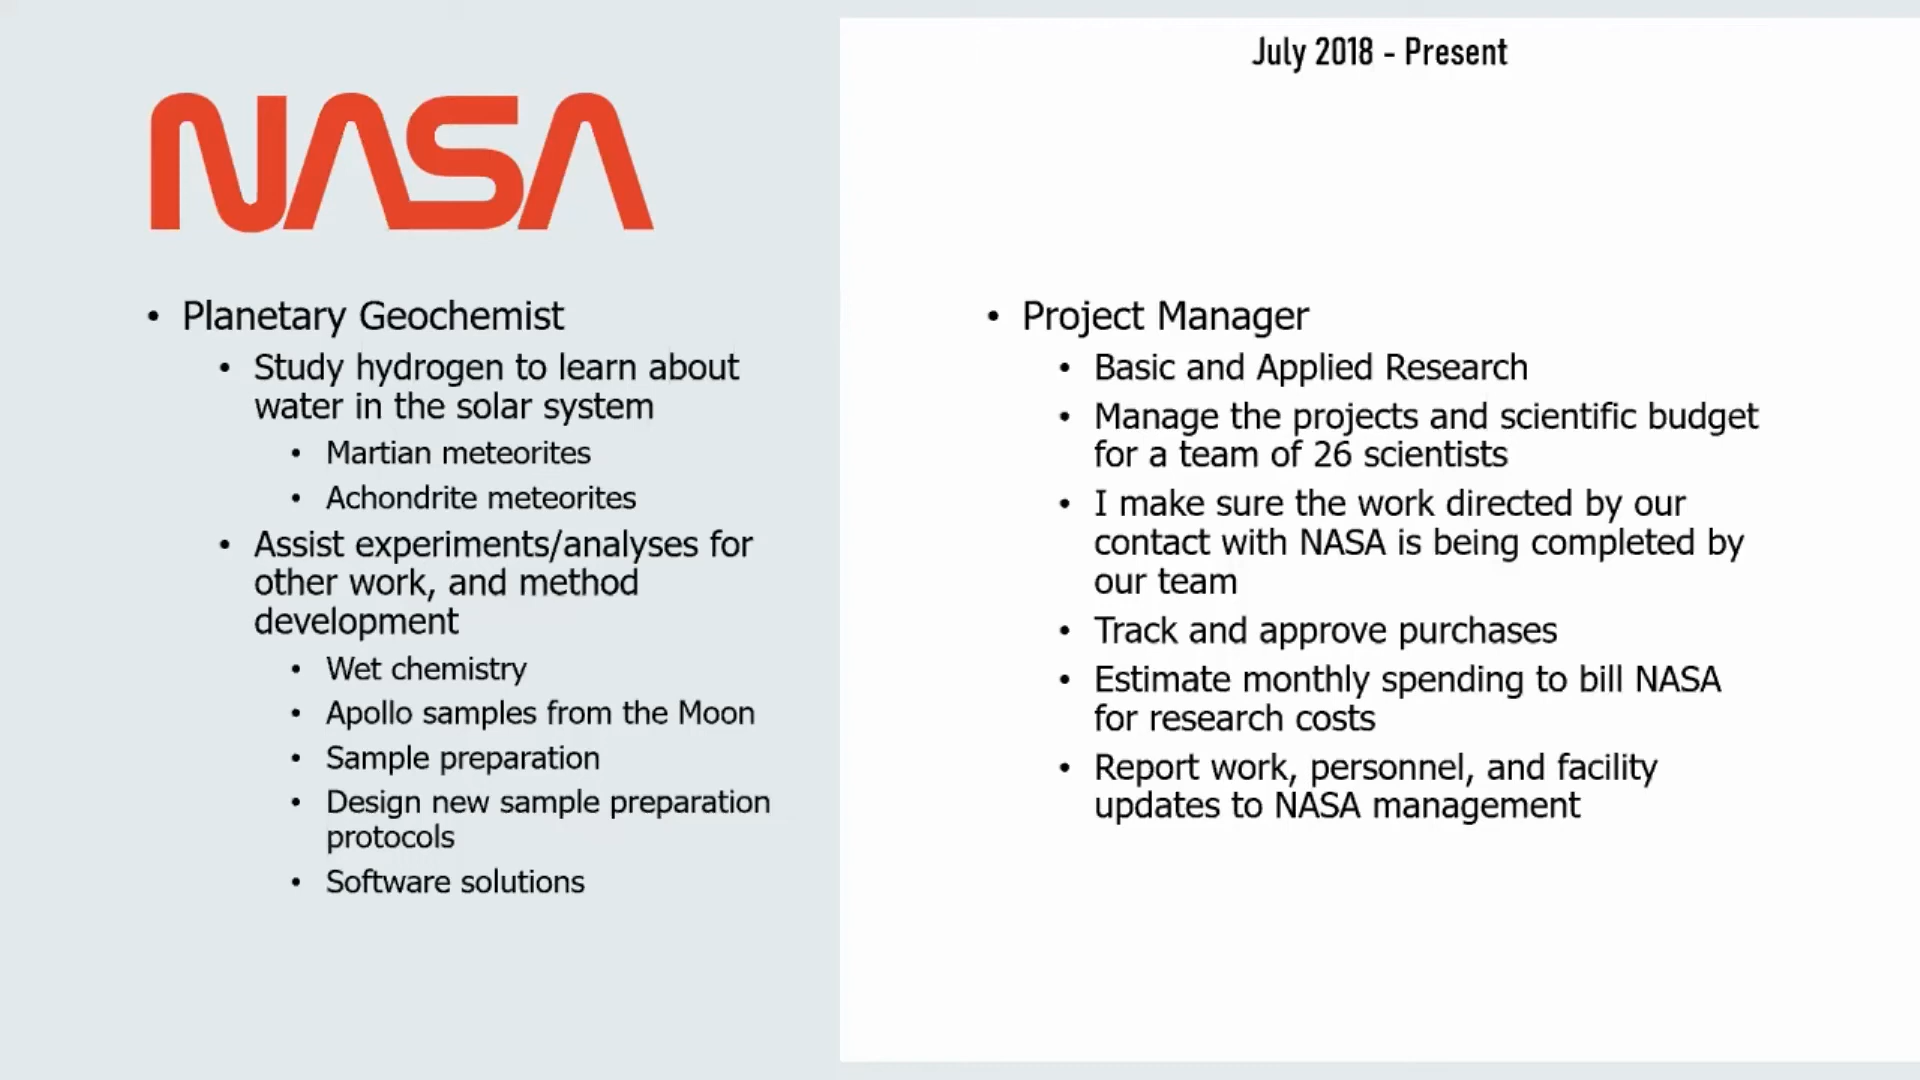 July 2018 - Present
NASA
• Planetary Geochemist
• Study hydrogen to learn about
water in the solar system
• Martian meteorites
• Achondrite meteorites
• Assist experiments/analyses for
other work, and method
development
• Wet chemistry
• Apollo samples from the Moon
• Sample preparation
• Design new sample preparation
protocols
• Software solutions
• Project Manager
• Basic and Applied Research
• Manage the projects and scientific budget
for a team of 26 scientists
• I make sure the work directed by our
contact with NASA is being completed by
our team
• Track and approve purchases
• Estimate monthly spending to bill NASA
for research costs
• Report work, personnel, and facility
updates to NASA management